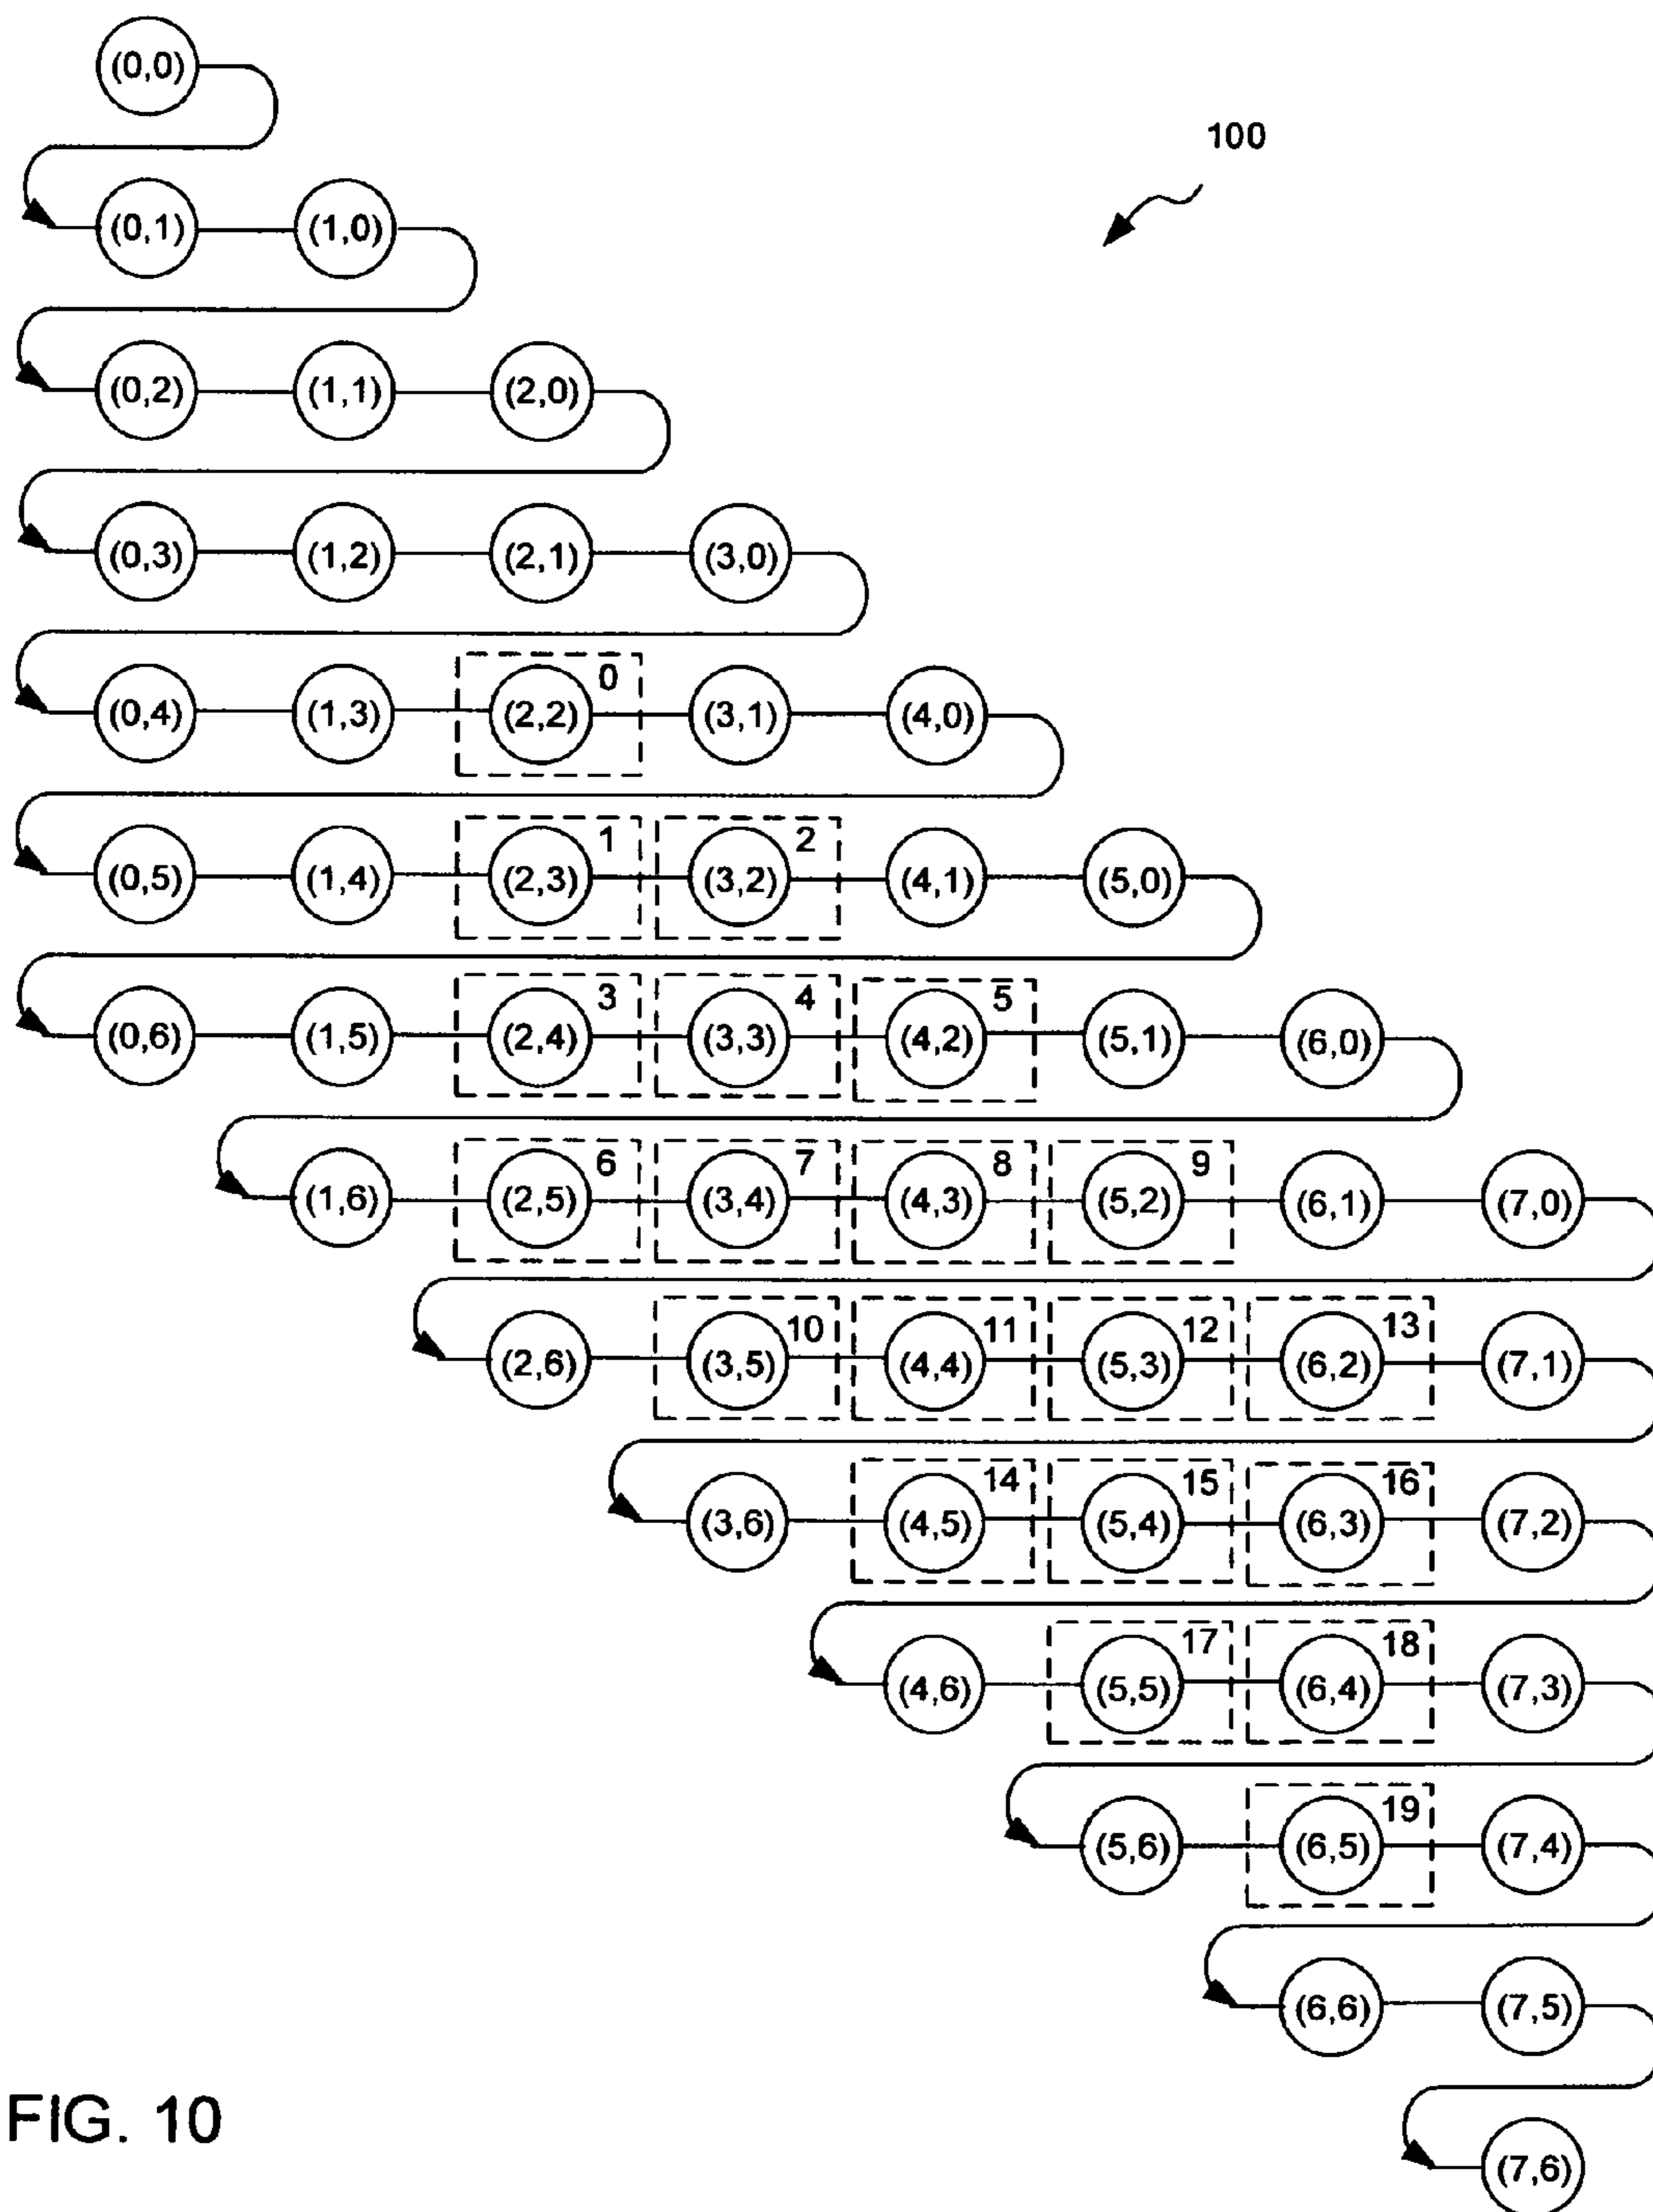 (0,0)
100
(0,1) (1,0)
(0,2) (1,1) (2,0)
(0,3) (1,2) (2,1) (3,0)
0
(0,4) (1,3) (2,2) (3,1) (4,0)
1 2
(0,5) (1,4) (2,3) (3,2) (4,1) (5,0)
3 4 5
(0,6) (1,5) (2,4) (3,3) (4,2) (5,1) (6,0)
6 7 8 9
(1,6) (2,5) (3,4) (4,3) (5,2) (6,1) (7,0)
10 11 12 13
(2,6) (3,5) (4,4) (5,3) (6,2) (7,1)
14 15 16
(3,6) (4,5) (5,4) (6,3) (7,2)
17 18
(4,6) (5,5) (6,4) (7,3)
19
(5,6) (6,5) (7,4)
(6,6) (7,5)
FIG. 10
(7,6)